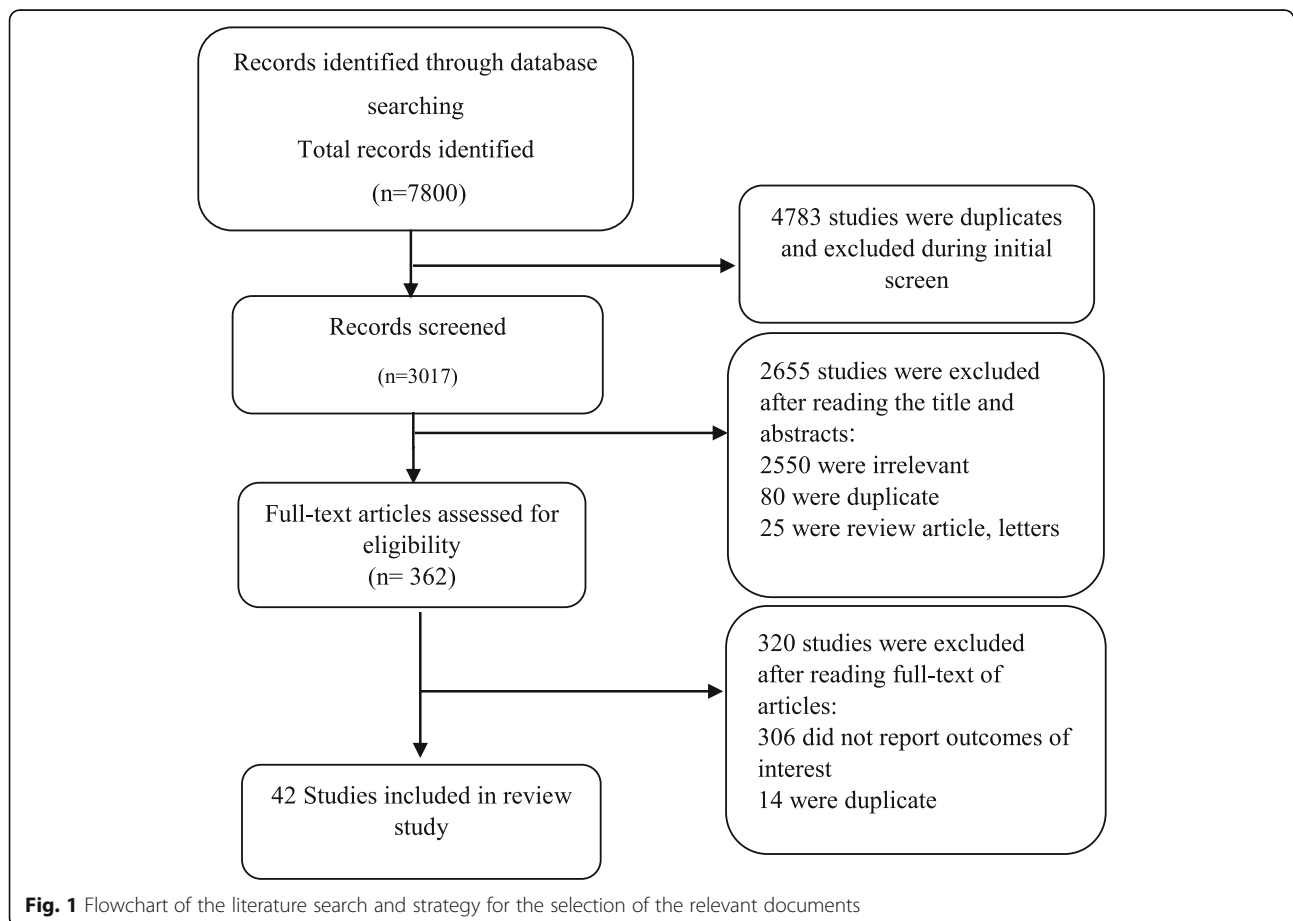 Records identified through database
searching
Total records identified
(n=7800)
4783 studies were duplicates
and excluded during initial
screen
Records screened
(n=3017)
2655 studies were excluded
after reading the title and
abstracts:
2550 were irrelevant
80 were duplicate
25 were review article, letters
Full-text articles assessed for
eligibility
(n= 362)
320 studies were excluded
after reading full-text of
articles:
306 did not report outcomes of
interest
14 were duplicate
42 Studies included in review
study
Fig. 1 Flowchart of the literature search and strategy for the selection of the relevant documents